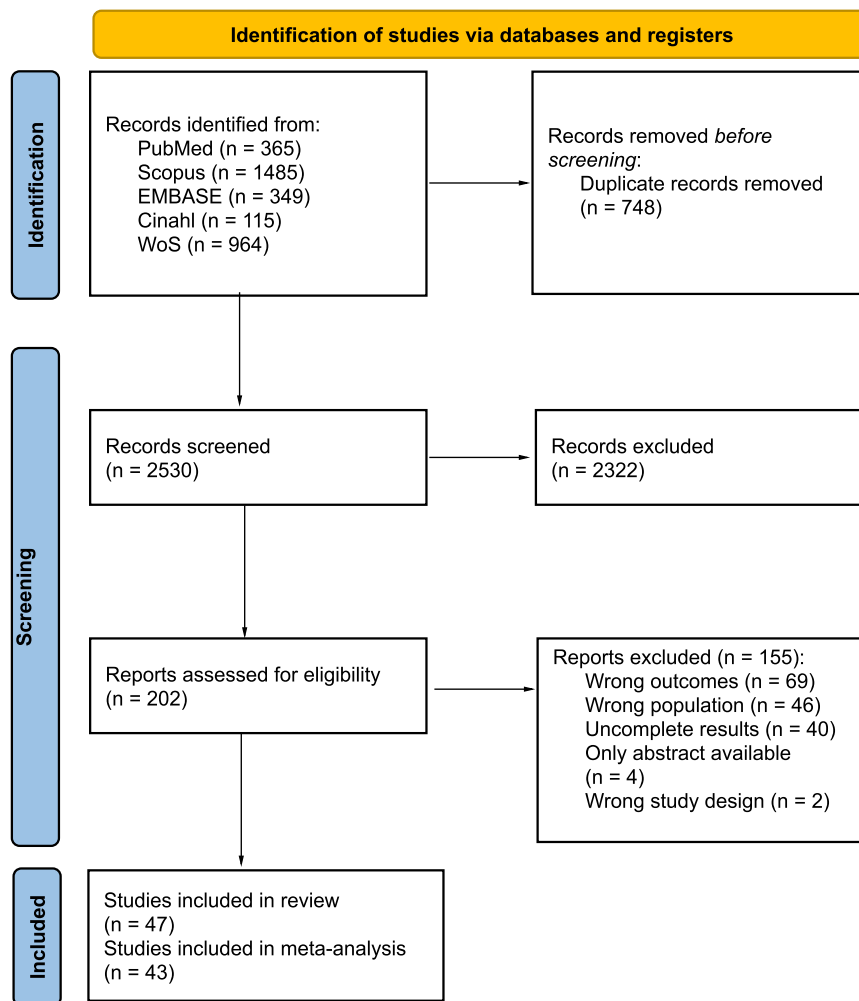 Identification of studies via databases and registers
Identification
Records identified from:
PubMed (n = 365)
Scopus (n = 1485)
EMBASE (n = 349)
Cinahl (n = 115)
WoS (n = 964)
Records removed before
screening:
Duplicate records removed
(n = 748)
Screening
Records screened
(n = 2530)
Records excluded
(n = 2322)
Reports assessed for eligibility
(n = 202)
Reports excluded (n = 155):
Wrong outcomes (n = 69)
Wrong population (n = 46)
Uncomplete results (n = 40)
Only abstract available
(n = 4)
Wrong study design (n = 2)
Included
Studies included in review
(n = 47)
Studies included in meta-analysis
(n = 43)